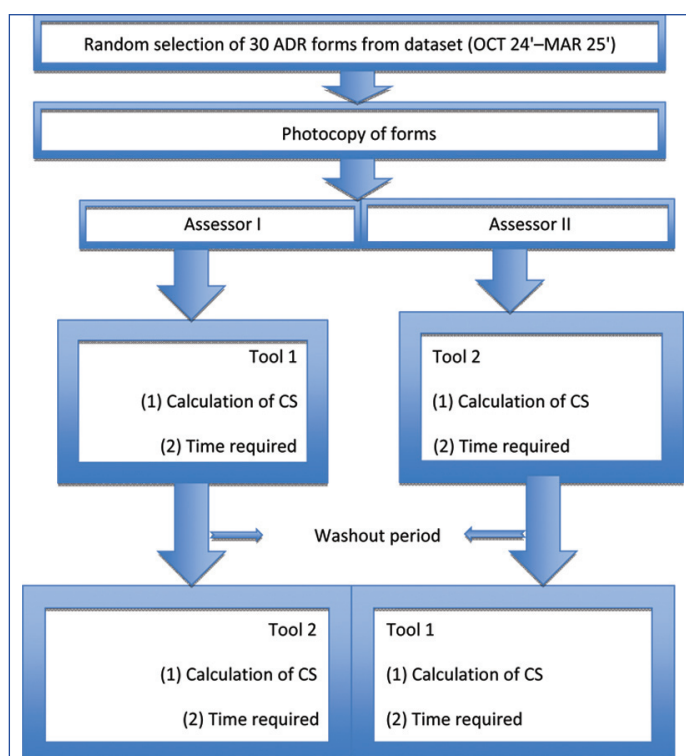 Random selection of 30 ADR forms from dataset (OCT 24'–MAR 25')
Photocopy of forms
Assessor I
Assessor II
Tool 1
(1) Calculation of CS
(2) Time required
Tool 2
(1) Calculation of CS
(2) Time required
Washout period
Tool 2
(1) Calculation of CS
(2) Time required
Tool 1
(1) Calculation of CS
(2) Time required